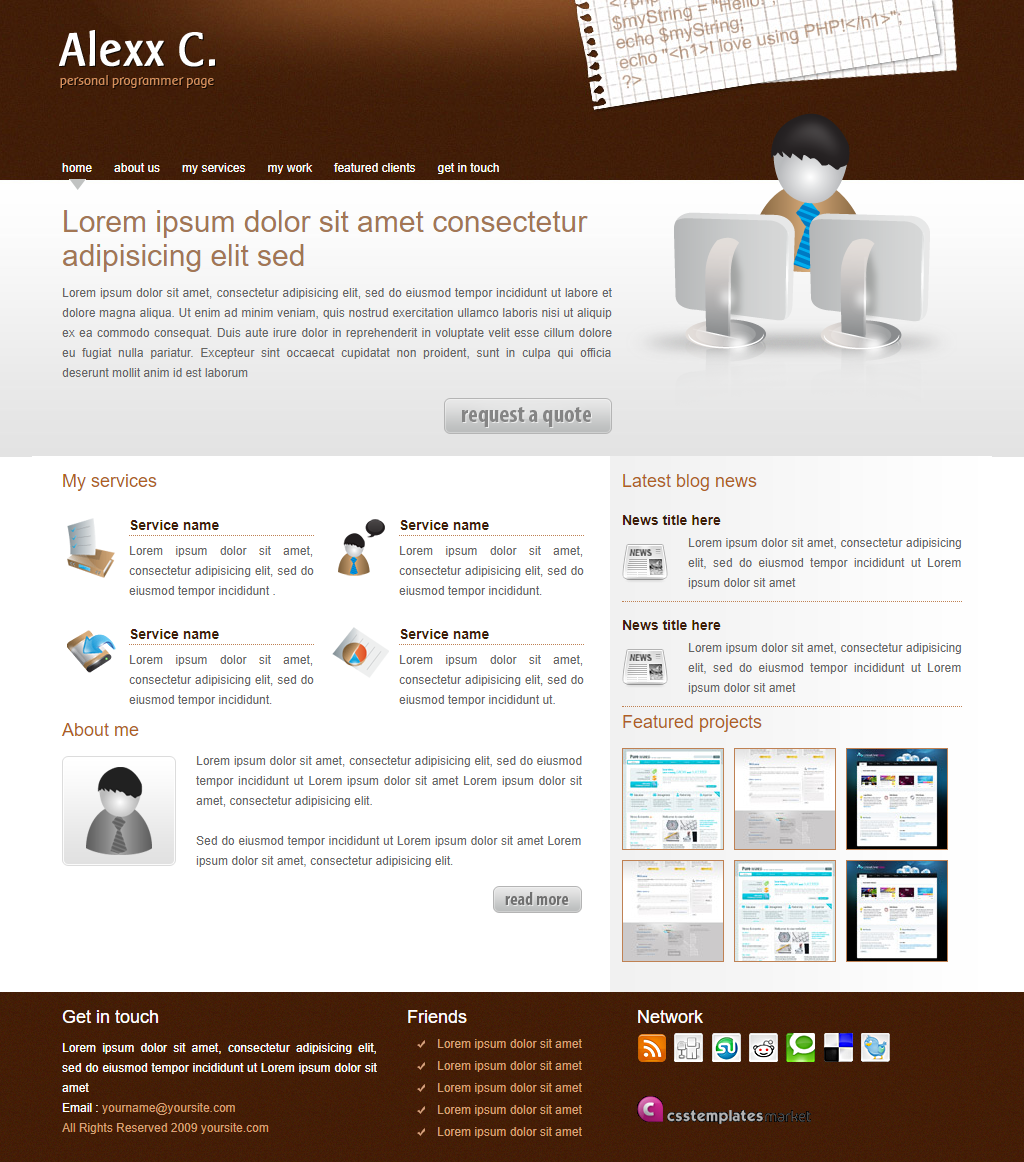 Alexx C.
personal programmer page
<?php
$myString = "Hello!";
echo $myString;
echo "<h1>I love using PHP!</h1>";
?>
home about us my services my work featured clients get in touch
Lorem ipsum dolor sit amet consectetur
adipisicing elit sed
Lorem ipsum dolor sit amet, consectetur adipisicing elit, sed do eiusmod tempor incididunt ut labore et
dolore magna aliqua. Ut enim ad minim veniam, quis nostrud exercitation ullamco laboris nisi ut aliquip
ex ea commodo consequat. Duis aute irure dolor in reprehenderit in voluptate velit esse cillum dolore
eu fugiat nulla pariatur. Excepteur sint occaecat cupidatat non proident, sunt in culpa qui officia
deserunt mollit anim id est laborum
request a quote
My services
Service name
Lorem ipsum dolor sit amet,
consectetur adipisicing elit, sed do
eiusmod tempor incididunt .
Service name
Lorem ipsum dolor sit amet,
consectetur adipisicing elit, sed do
eiusmod tempor incididunt.
Service name
Lorem ipsum dolor sit amet,
consectetur adipisicing elit, sed do
eiusmod tempor incididunt.
Service name
Lorem ipsum dolor sit amet,
consectetur adipisicing elit, sed do
eiusmod tempor incididunt ut.
About me
Lorem ipsum dolor sit amet, consectetur adipisicing elit, sed do eiusmod
tempor incididunt ut Lorem ipsum dolor sit amet Lorem ipsum dolor sit
amet, consectetur adipisicing elit.
Sed do eiusmod tempor incididunt ut Lorem ipsum dolor sit amet Lorem
ipsum dolor sit amet, consectetur adipisicing elit.
read more
Latest blog news
News title here
NEWS
Lorem ipsum dolor sit amet, consectetur adipisicing
elit, sed do eiusmod tempor incididunt ut Lorem
ipsum dolor sit amet
News title here
NEWS
Lorem ipsum dolor sit amet, consectetur adipisicing
elit, sed do eiusmod tempor incididunt ut Lorem
ipsum dolor sit amet
Featured projects
Get in touch
Lorem ipsum dolor sit amet, consectetur adipisicing elit,
sed do eiusmod tempor incididunt ut Lorem ipsum dolor sit
amet
Email : yourname@yoursite.com
All Rights Reserved 2009 yoursite.com
Friends
Lorem ipsum dolor sit amet
Lorem ipsum dolor sit amet
Lorem ipsum dolor sit amet
Lorem ipsum dolor sit amet
Lorem ipsum dolor sit amet
Network
csstemplatesmarket